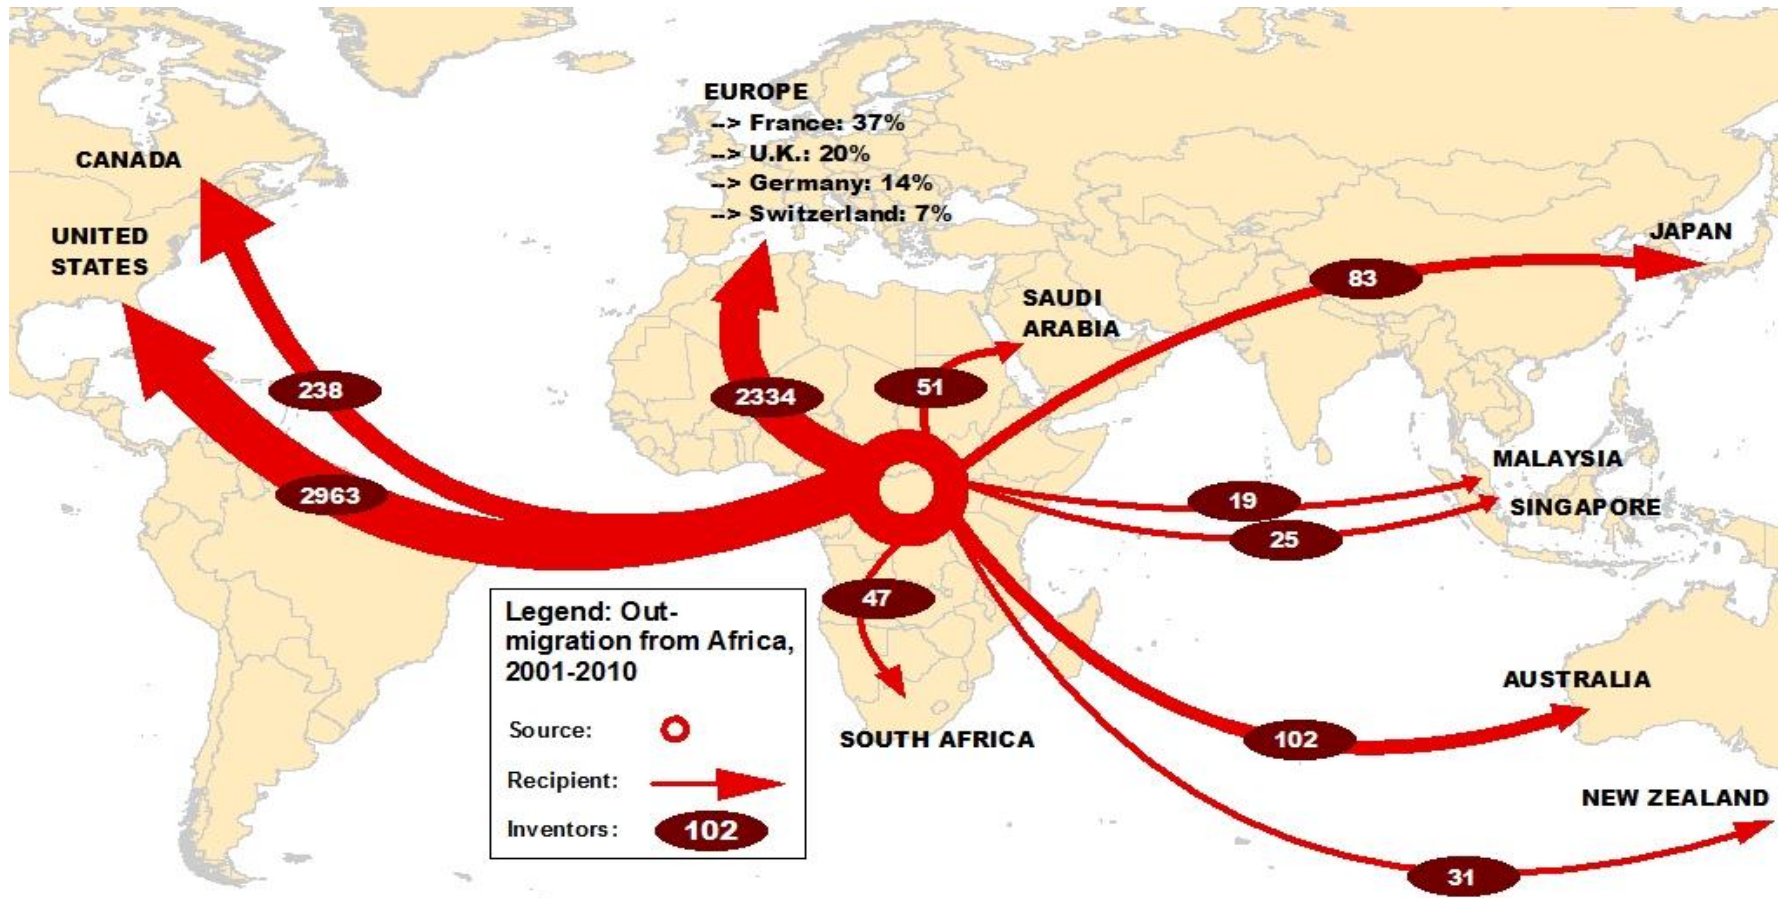 EUROPE
--> France: 37%
--> U.K.: 20%
--> Germany: 14%
--> Switzerland: 7%
CANADA
UNITED
STATES
JAPAN
83
SAUDI
ARABIA
51
238
2334
2963
MALAYSIA
19
SINGAPORE
25
47
SOUTH AFRICA
AUSTRALIA
102
NEW ZEALAND
31
Legend: Out-
migration from Africa,
2001-2010
Source:
Recipient:
Inventors:
102